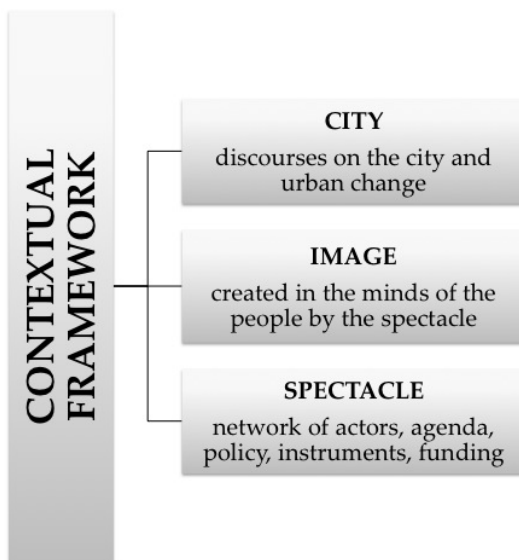 CONTEXTUAL
FRAMEWORK
CITY
discourses on the city and
urban change
IMAGE
created in the minds of the
people by the spectacle
SPECTACLE
network of actors, agenda,
policy, instruments, funding